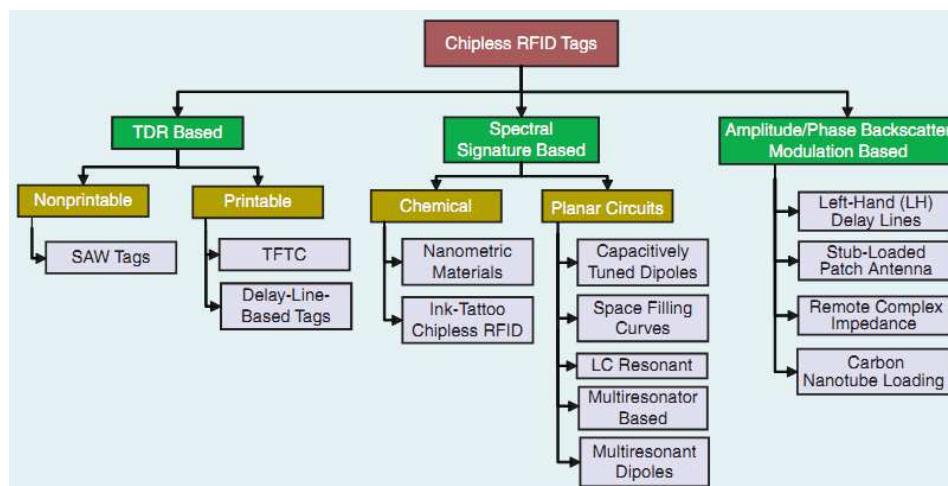 Chipless RFID Tags
TDR Based
Spectral
Signature Based
Amplitude/Phase Backscatter
Modulation Based
Nonprintable
Printable
Chemical
Planar Circuits
SAW Tags
TFTC
Delay-Line-
Based Tags
Nanometric
Materials
Ink-Tattoo
Chipless RFID
Capacitively
Tuned Dipoles
Space Filling
Curves
LC Resonant
Multiresonator
Based
Multiresonant
Dipoles
Left-Hand (LH)
Delay Lines
Stub-Loaded
Patch Antenna
Remote Complex
Impedance
Carbon
Nanotube Loading